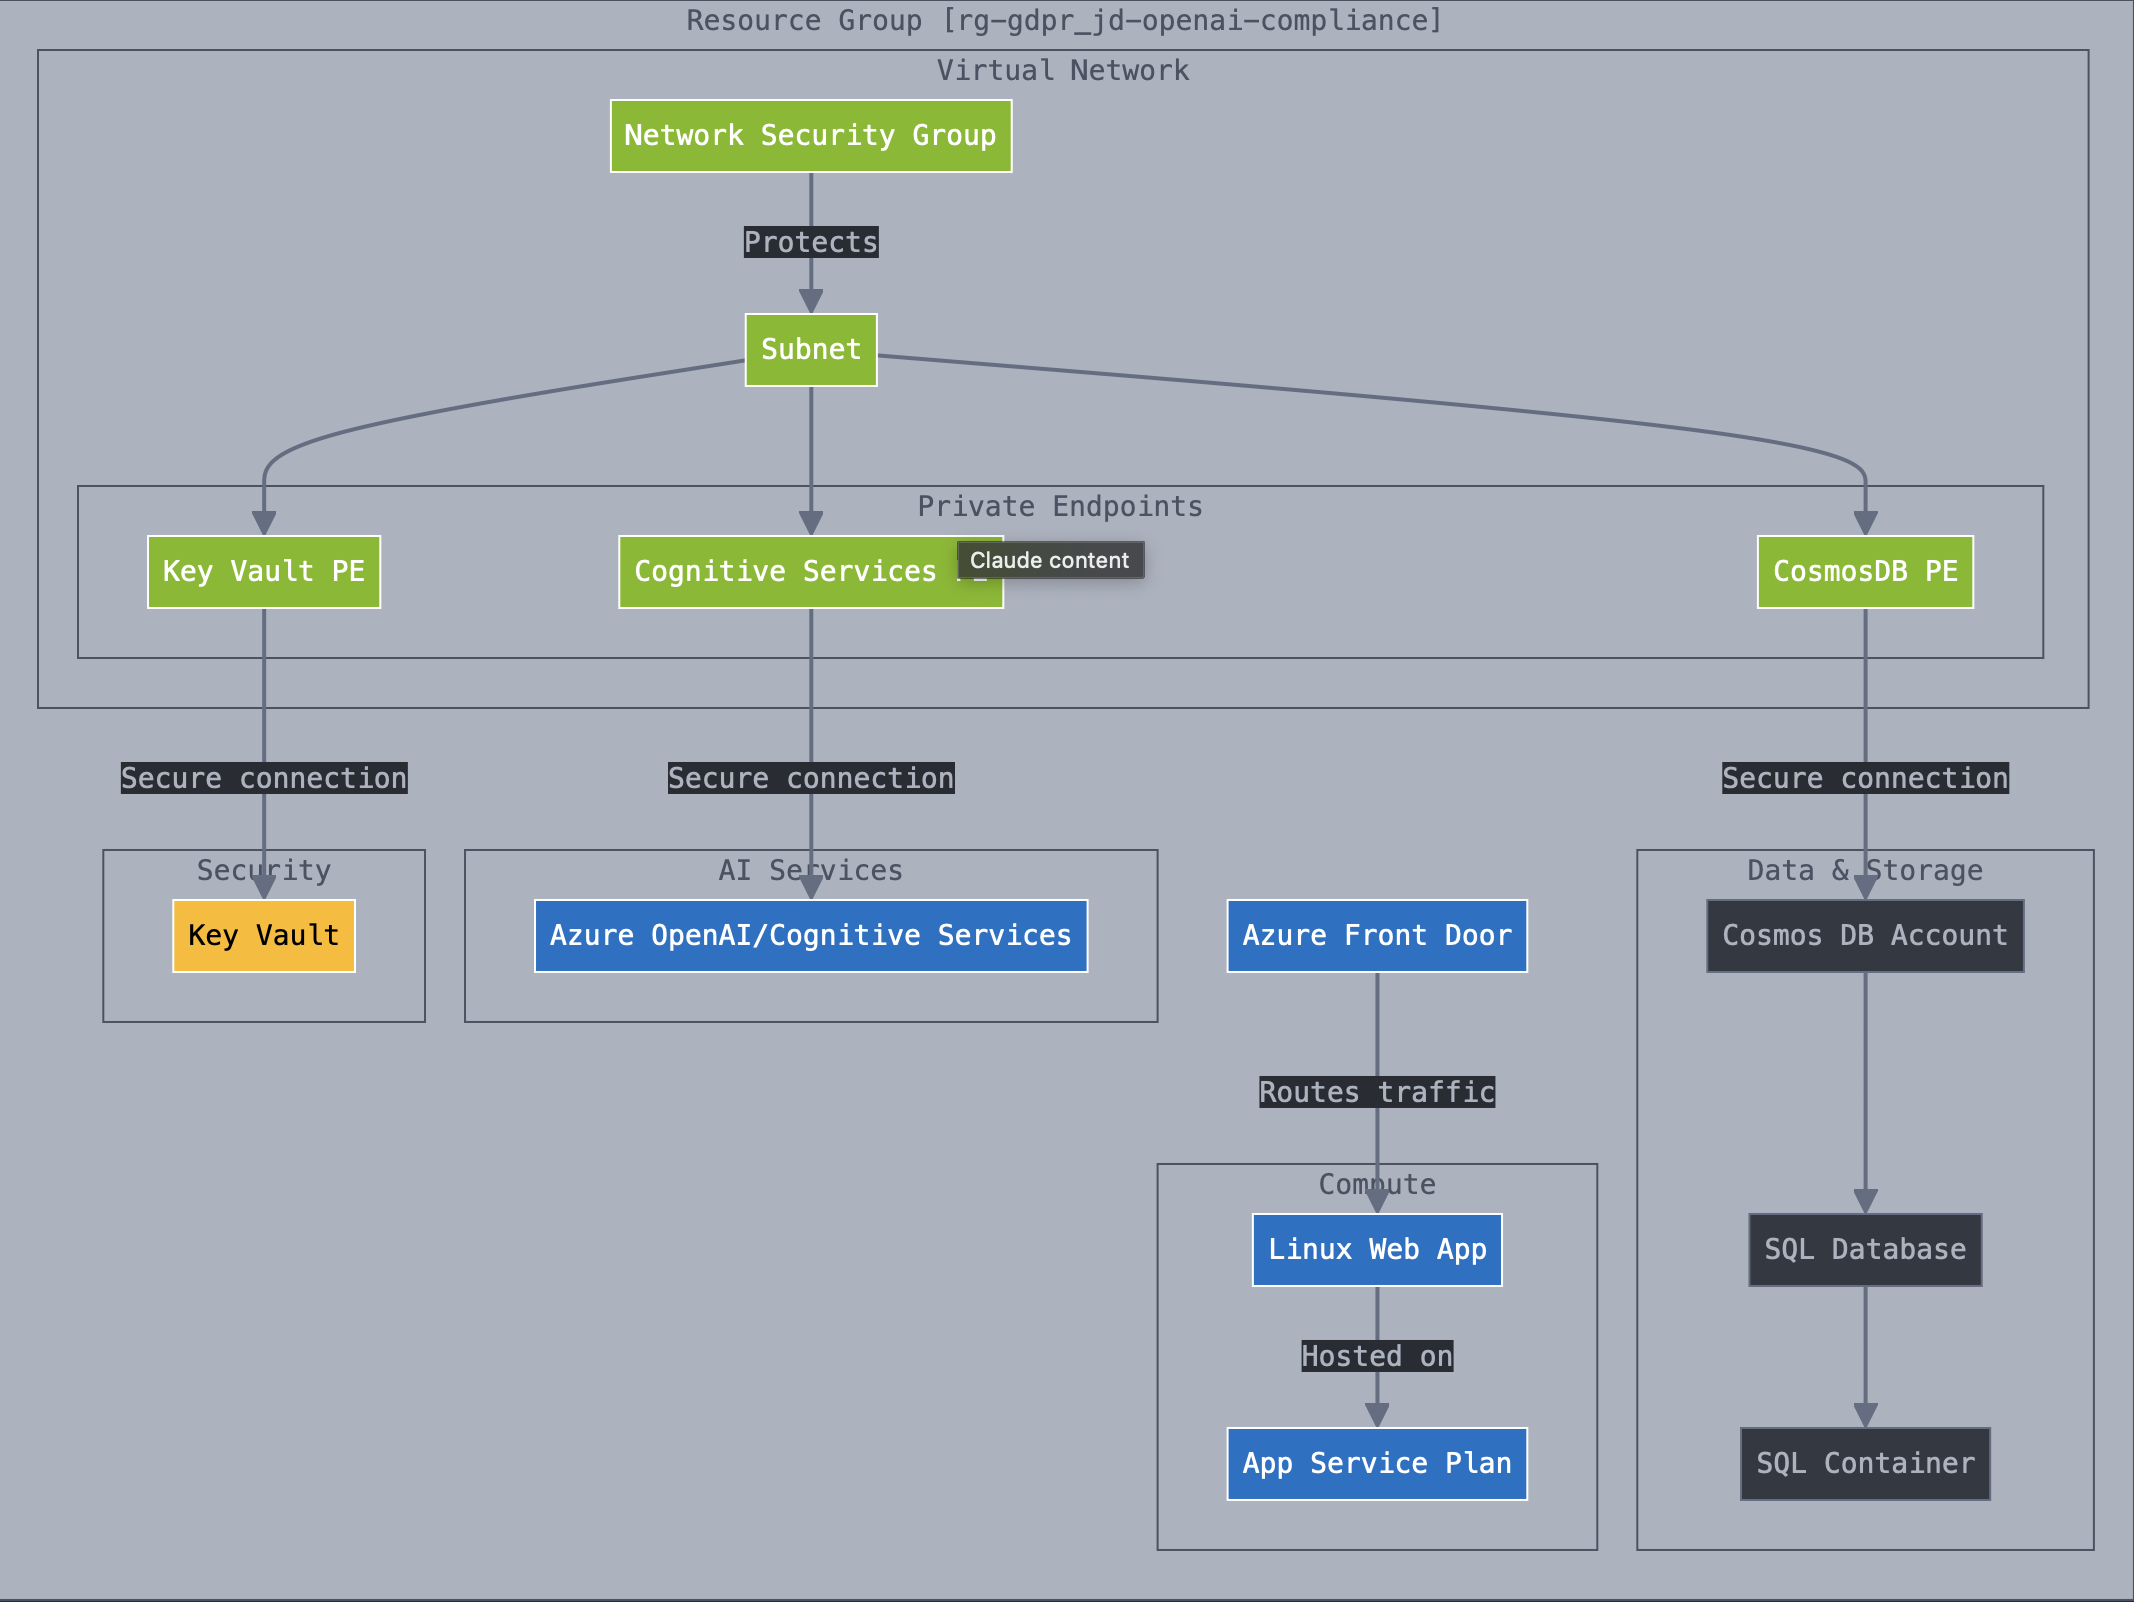 Resource Group [rg-gdpr_jd-openai-compliance]
Virtual Network
Network Security Group
Protects
Subnet
Private Endpoints
Key Vault PE
Cognitive Services
Claude content
CosmosDB PE
Secure connection
Secure connection
Secure connection
Security
AI Services
Data & Storage
Key Vault
Azure OpenAI/Cognitive Services
Azure Front Door
Cosmos DB Account
Routes traffic
Compute
Linux Web App
SQL Database
Hosted on
App Service Plan
SQL Container